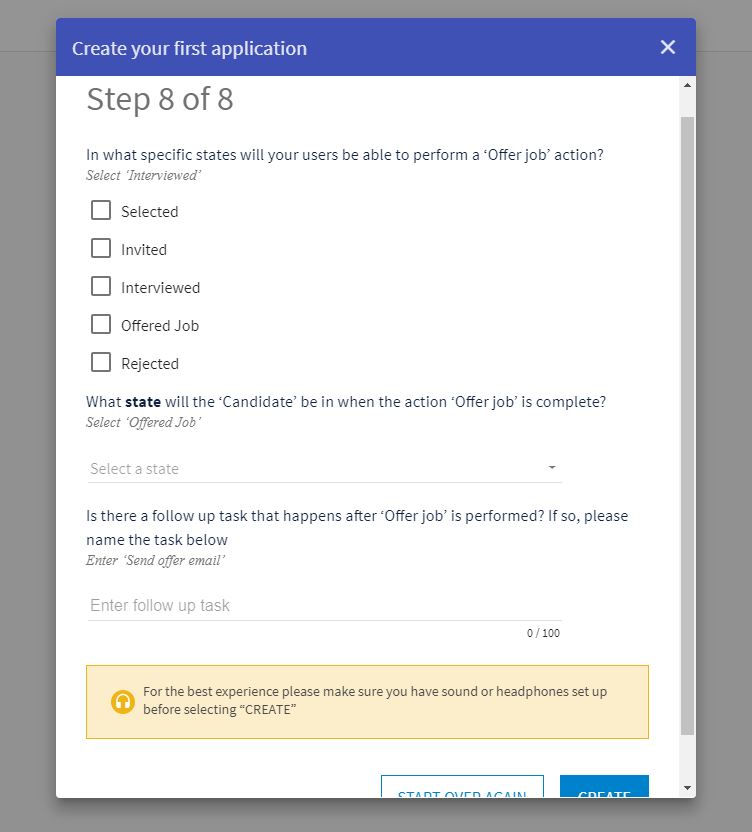 Create your first application
Step 8 of 8
In what specific states will your users be able to perform a ‘Offer job’ action?
Select ‘Interviewed’
Selected
Invited
Interviewed
Offered Job
Rejected
What state will the ‘Candidate’ be in when the action ‘Offer job’ is complete?
Select ‘Offered Job’
Select a state
Is there a follow up task that happens after ‘Offer job’ is performed? If so, please
name the task below
Enter ‘Send offer email’
Enter follow up task
0 / 100
For the best experience please make sure you have sound or headphones set up
before selecting “CREATE”
START OVER AGAIN
CREATE